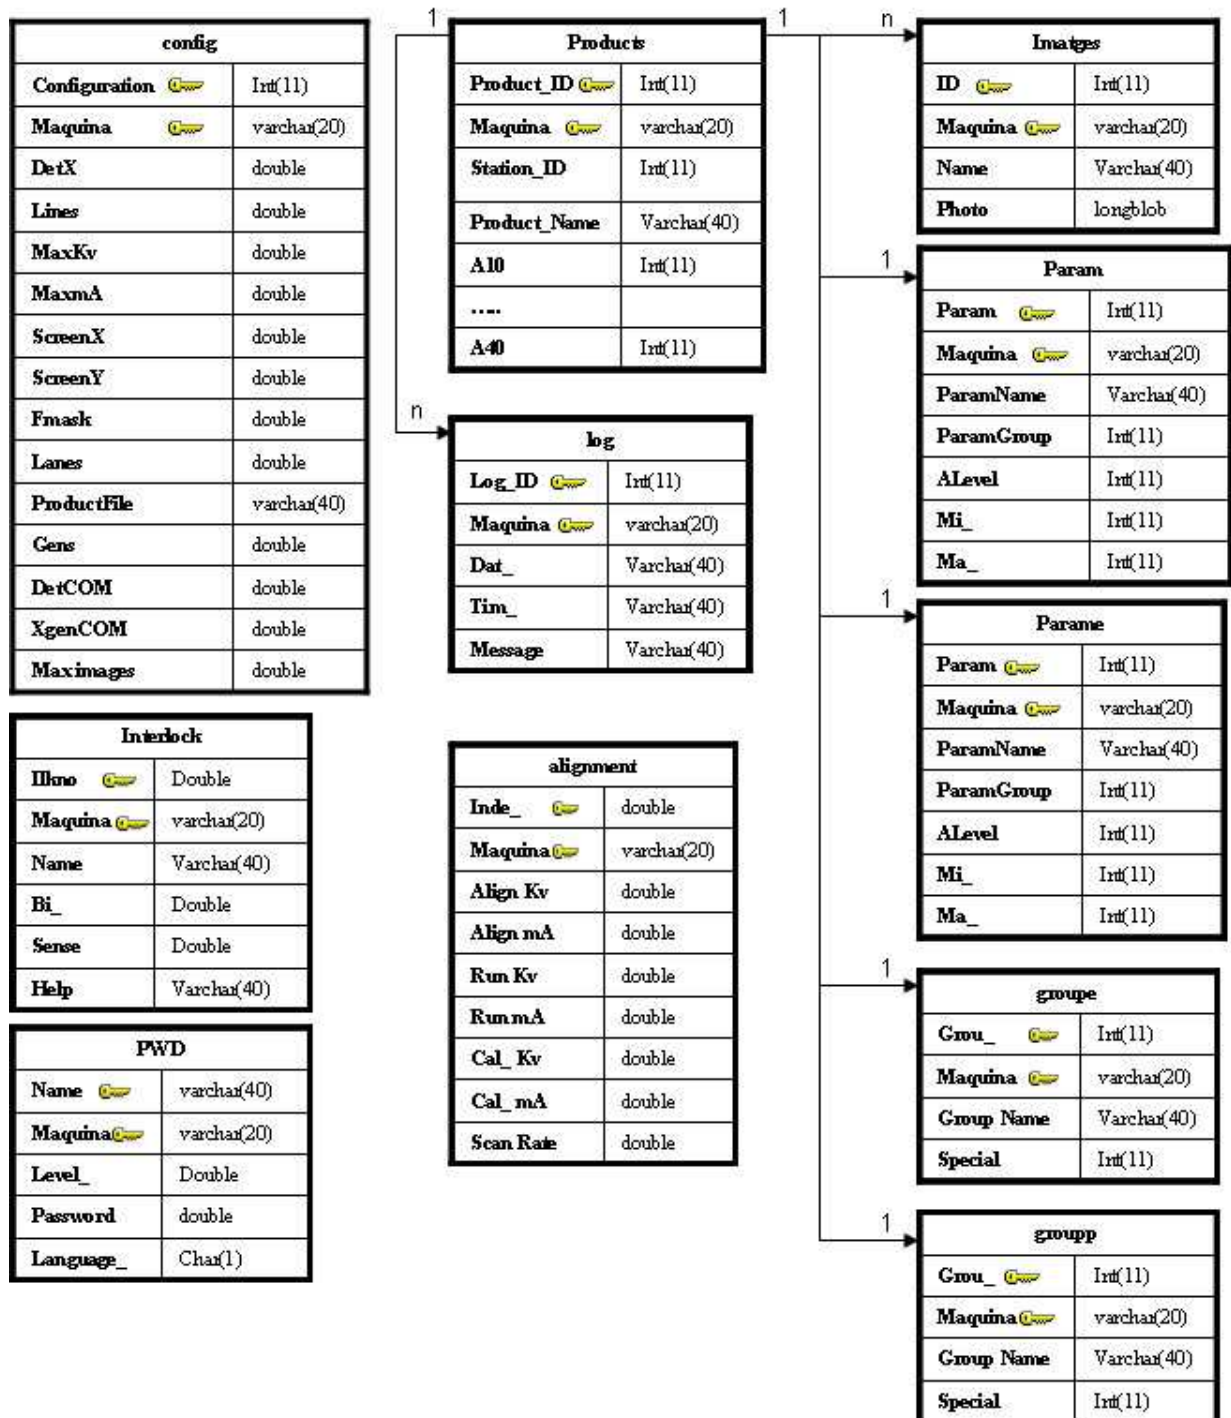 config
Configuration Int(11)
Maquina varchar(20)
DetX double
Lines double
MaxKv double
MaxmA double
ScreenX double
ScreenY double
Fmask double
Lanes double
ProductFile varchar(40)
Gens double
DetCOM double
XgenCOM double
Maximages double
Interlock
Ilkno Double
Maquina varchar(20)
Name Varchar(40)
Bi_ Double
Sense Double
Help Varchar(40)
PWD
Name varchar(40)
Maquina varchar(20)
Level_ Double
Password double
Language_ Char(1)
1
Products
1
Product_ID Int(11)
Maquina varchar(20)
Station_ID Int(11)
Product_Name Varchar(40)
A10 Int(11)
.....
A40 Int(11)
n
log
Log_ID Int(11)
Maquina varchar(20)
Dat_ Varchar(40)
Tim_ Varchar(40)
Message Varchar(40)
alignment
Inde_ double
Maquina varchar(20)
Align Kv double
Align mA double
Run Kv double
Run mA double
Cal_ Kv double
Cal_ mA double
Scan Rate double
n
Imatges
ID Int(11)
Maquina varchar(20)
Name Varchar(40)
Photo longblob
1
Param
Param Int(11)
Maquina varchar(20)
ParamName Varchar(40)
ParamGroup Int(11)
ALevel Int(11)
Mi_ Int(11)
Ma_ Int(11)
1
Parame
Param Int(11)
Maquina varchar(20)
ParamName Varchar(40)
ParamGroup Int(11)
ALevel Int(11)
Mi_ Int(11)
Ma_ Int(11)
1
groupe
Grou_ Int(11)
Maquina varchar(20)
Group Name Varchar(40)
Special Int(11)
1
groupp
Grou_ Int(11)
Maquina varchar(20)
Group Name Varchar(40)
Special Int(11)